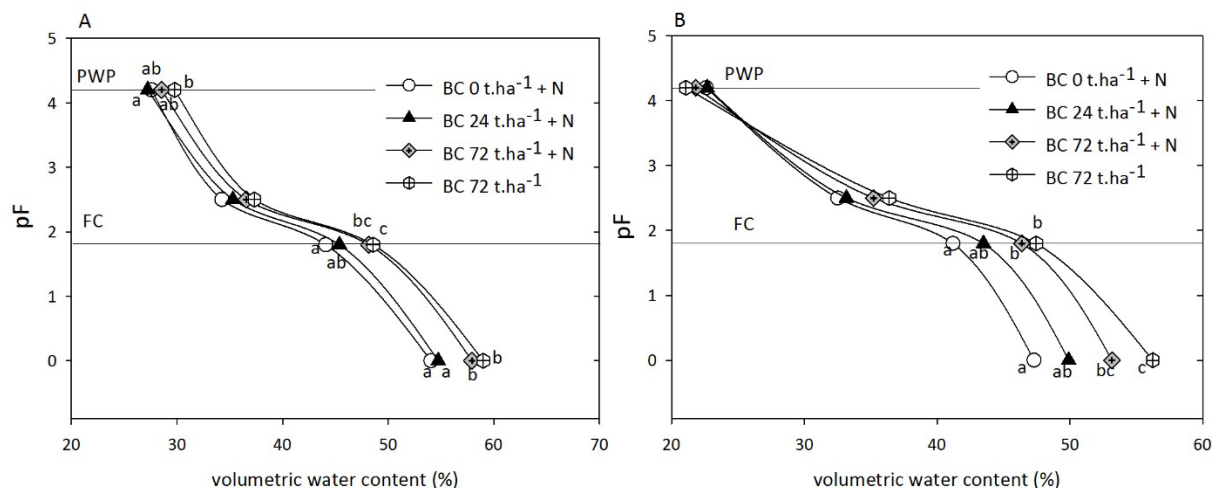 A
5
4
3
2
1
0
pF
PWP
FC
ab
b
a
ab
bc
c
a
ab
a
a
b
b
BC 0 t.ha⁻¹ + N
BC 24 t.ha⁻¹ + N
BC 72 t.ha⁻¹ + N
BC 72 t.ha⁻¹
20 30 40 50 60 70
volumetric water content (%)
B
5
4
3
2
1
0
pF
PWP
FC
b
a
ab
b
a
ab
bc
c
BC 0 t.ha⁻¹ + N
BC 24 t.ha⁻¹ + N
BC 72 t.ha⁻¹ + N
BC 72 t.ha⁻¹
20 30 40 50 60
volumetric water content (%)